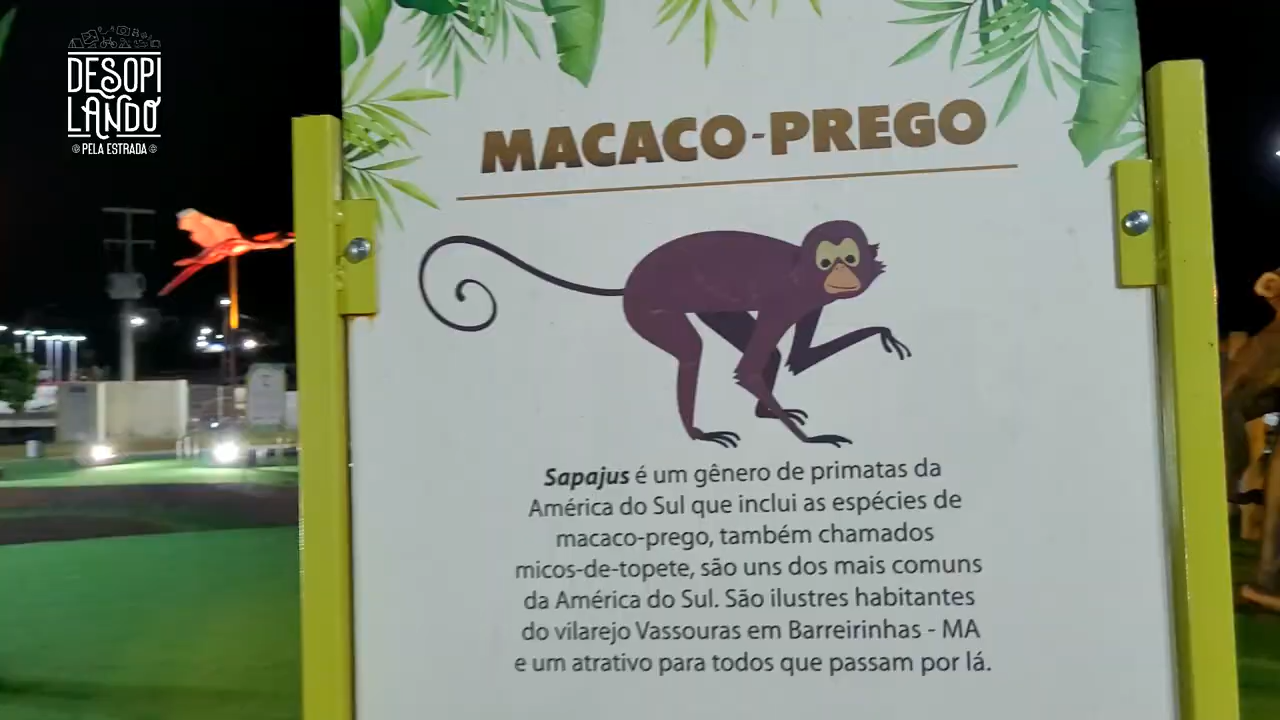 DESOPI
LANDO
PELA ESTRADA
MACACO-PREGO
Sapajus é um gênero de primatas da
América do Sul que inclui as espécies de
macaco-prego, também chamados
micos-de-topete, são uns dos mais comuns
da América do Sul. São ilustres habitantes
do vilarejo Vassouras em Barreirinhas - MA
e um atrativo para todos que passam por lá.